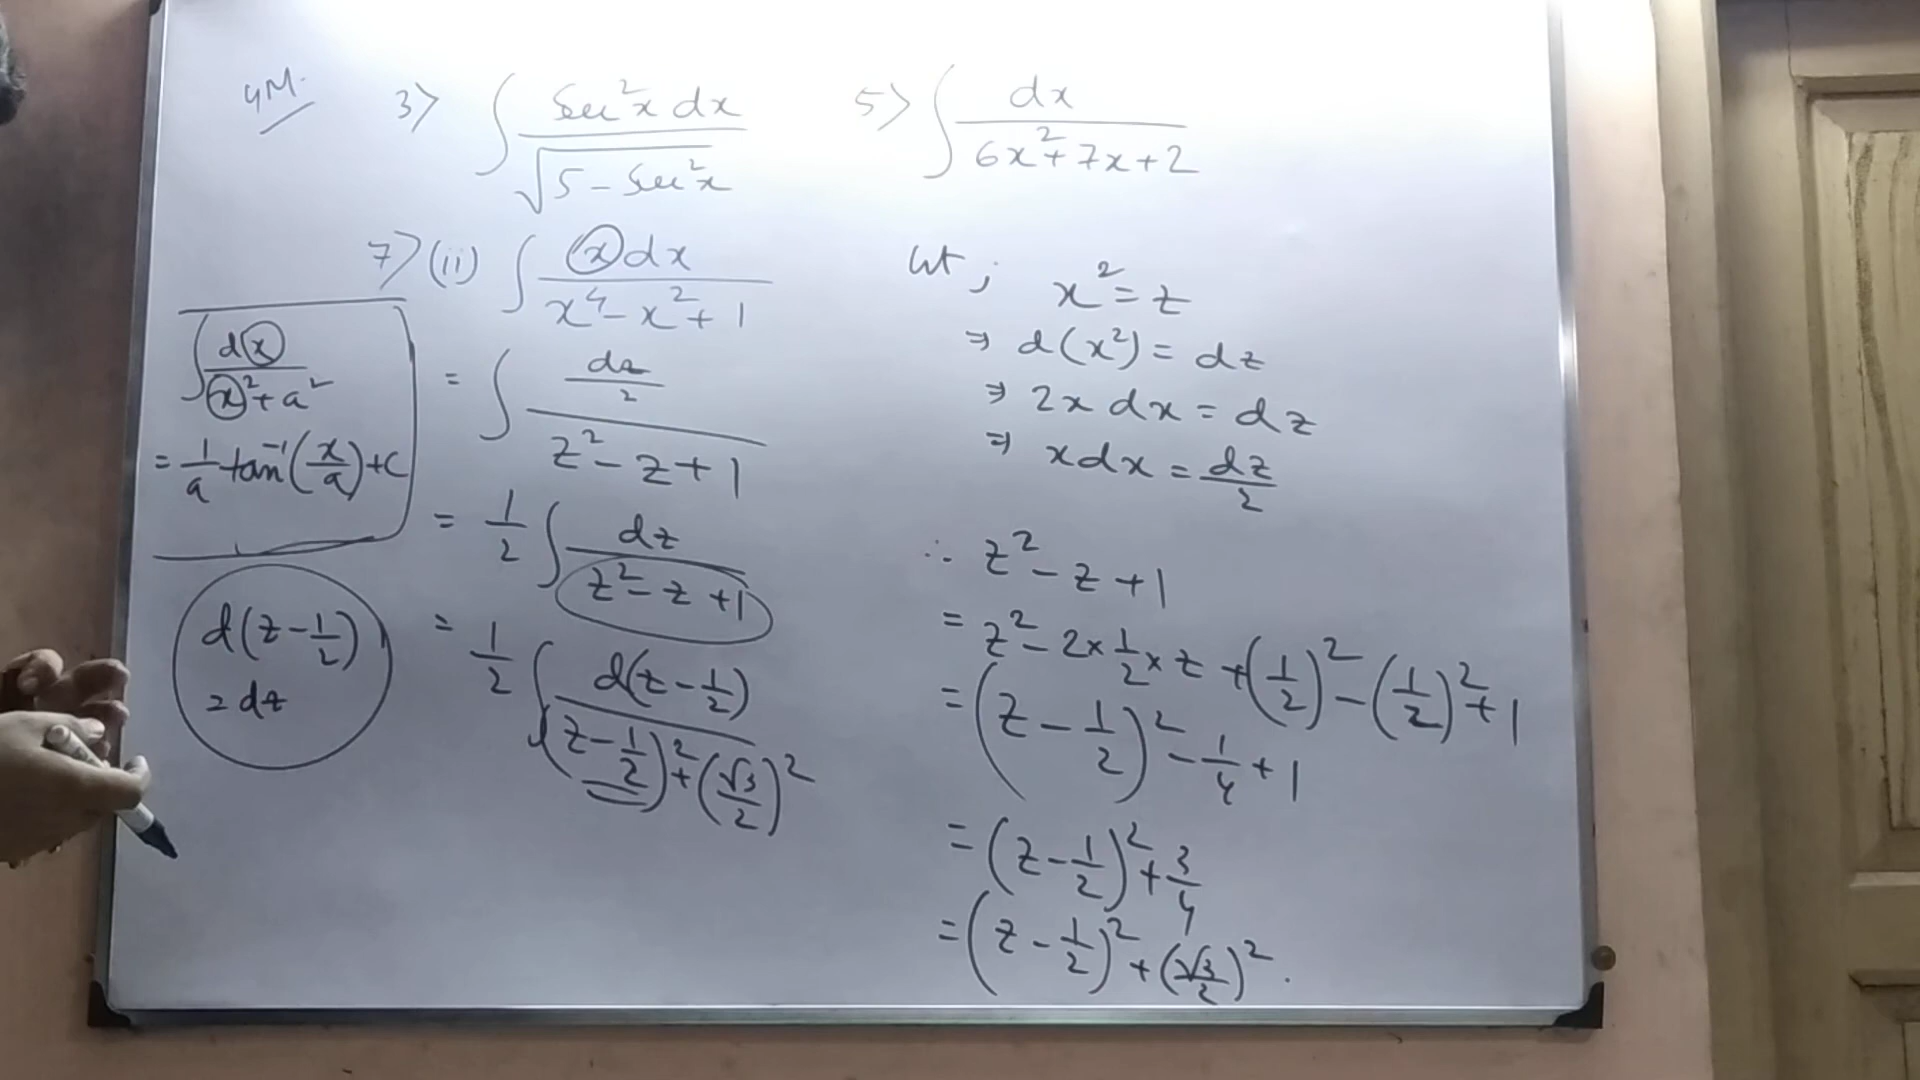 4M.
3> ∫ Sec²x dx / √(5 - Sec²x)
5> ∫ dx / (6x² + 7x + 2)
7> (ii) ∫ x dx / (x⁴ - x² + 1)
= ∫ (dz/2) / (z² - z + 1)
= 1/2 ∫ dz / (z² - z + 1)
= 1/2 ∫ d(z - 1/2) / ((z - 1/2)² + (√3/2)²)
∫ dx / (x² + a²)
= 1/a tan⁻¹(x/a) + c
d(z - 1/2)
= dz
Let ; x² = z
⇒ d(x²) = dz
⇒ 2x dx = dz
⇒ x dx = dz/2
∴ z² - z + 1
= z² - 2 × 1/2 × z + (1/2)² - (1/2)² + 1
= (z - 1/2)² - 1/4 + 1
= (z - 1/2)² + 3/4
= (z - 1/2)² + (√3/2)².